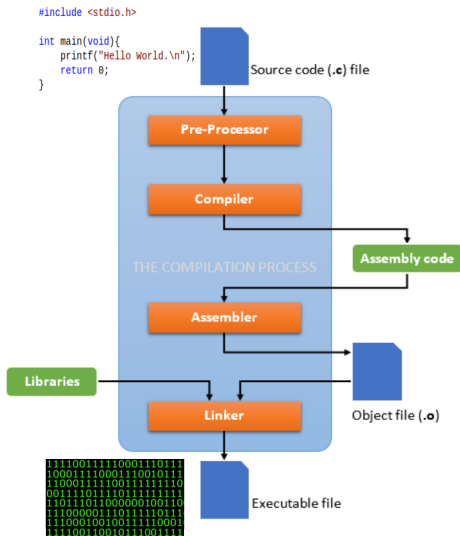 #include <stdio.h>
int main(void){
printf("Hello World.\n");
return 0;
}
Source code (.c) file
Pre-Processor
Compiler
Assembly code
THE COMPILATION PROCESS
Assembler
Libraries
Object file (.o)
Linker
Executable file